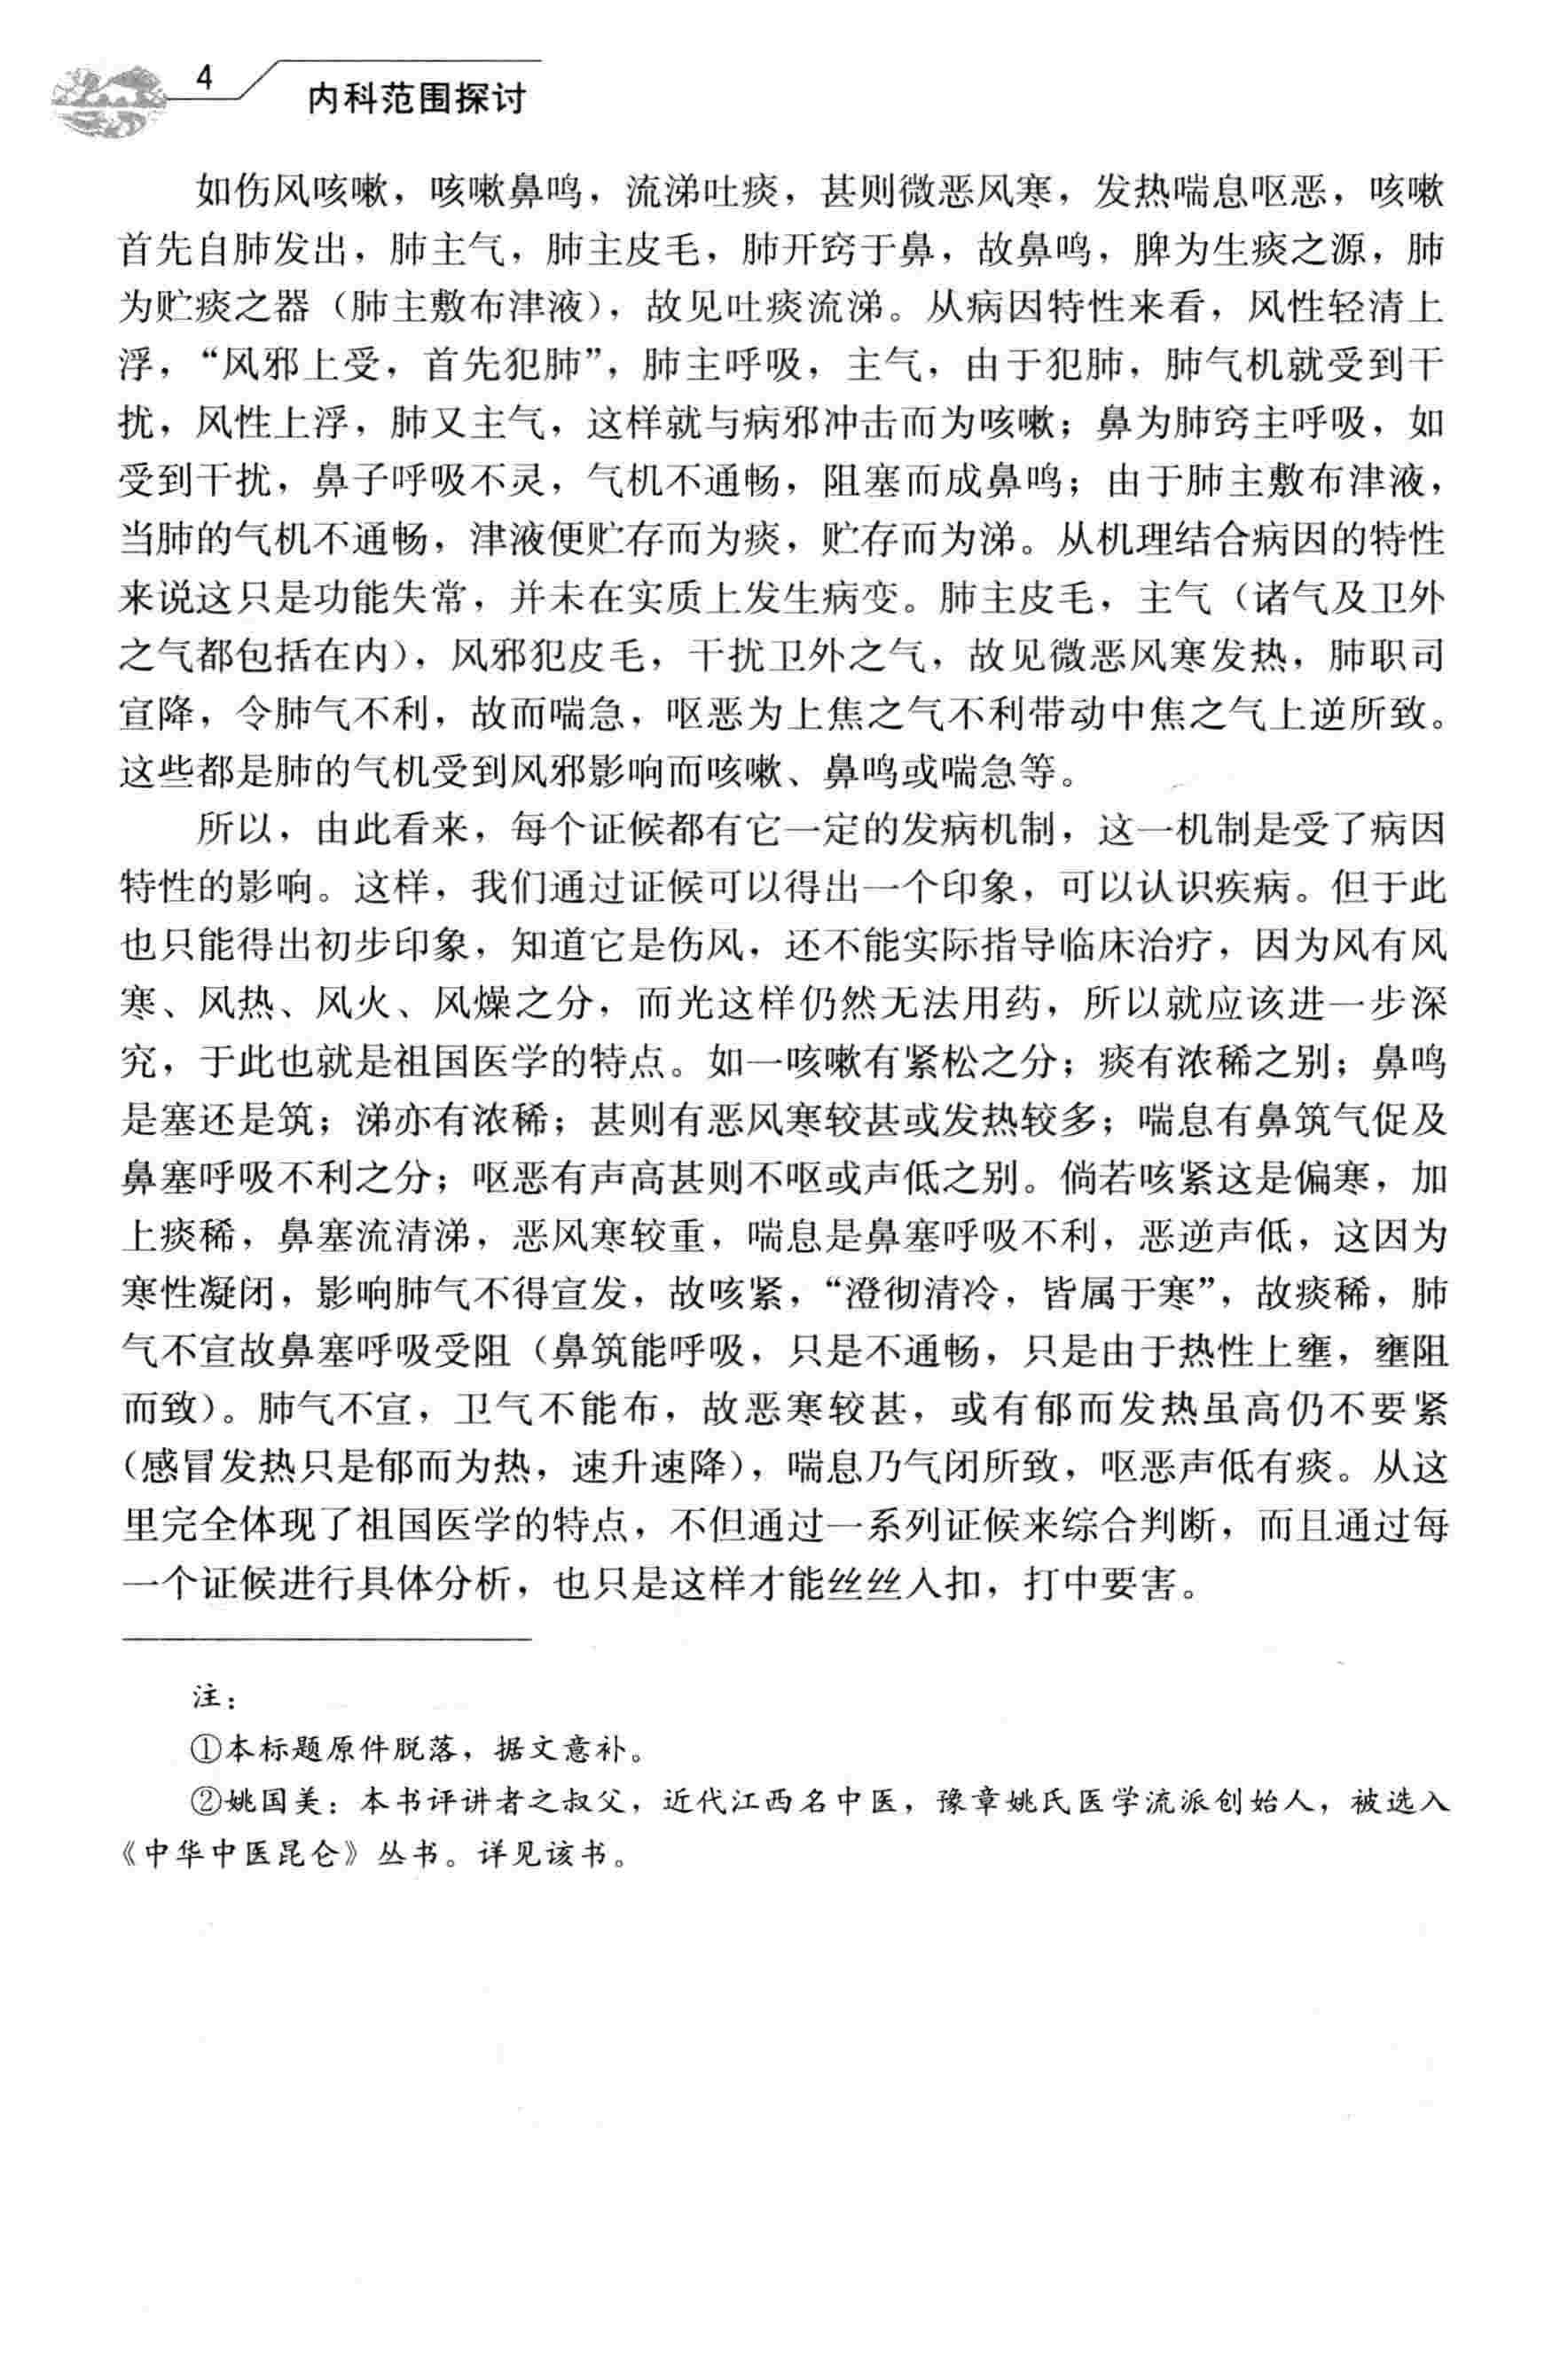 4
内科范围探讨
如伤风咳嗽，咳嗽鼻鸣，流涕吐痰，甚则微恶风寒，发热喘息呕恶，咳嗽
首先自肺发出，肺主气，肺主皮毛，肺开窍于鼻，故鼻鸣，脾为生痰之源，肺
为贮痰之器（肺主敷布津液），故见吐痰流涕。从病因特性来看，风性轻清上
浮，“风邪上受，首先犯肺”，肺主呼吸，主气，由于犯肺，肺气机就受到干
扰，风性上浮，肺又主气，这样就与病邪冲击而为咳嗽；鼻为肺窍主呼吸，如
受到干扰，鼻子呼吸不灵，气机不通畅，阻塞而成鼻鸣；由于肺主敷布津液，
当肺的气机不通畅，津液便贮存而为痰，贮存而为涕。从机理结合病因的特性
来说这只是功能失常，并未在实质上发生病变。肺主皮毛，主气（诸气及卫外
之气都包括在内），风邪犯皮毛，干扰卫外之气，故见微恶风寒发热，肺职司
宣降，令肺气不利，故而喘急，呕恶为上焦之气不利带动中焦之气上逆所致。
这些都是肺的气机受到风邪影响而咳嗽、鼻鸣或喘急等。
所以，由此看来，每个证候都有它一定的发病机制，这一机制是受了病因
特性的影响。这样，我们通过证候可以得出一个印象，可以认识疾病。但于此
也只能得出初步印象，知道它是伤风，还不能实际指导临床治疗，因为风有风
寒、风热、风火、风燥之分，而光这样仍然无法用药，所以就应该进一步深
究，于此也就是祖国医学的特点。如一咳嗽有紧松之分；痰有浓稀之别；鼻鸣
是塞还是筑；涕亦有浓稀；甚则有恶风寒较甚或发热较多；喘息有鼻筑气促及
鼻塞呼吸不利之分；呕恶有声高甚则不呕或声低之别。倘若咳紧这是偏寒，加
上痰稀，鼻塞流清涕，恶风寒较重，喘息是鼻塞呼吸不利，恶逆声低，这因为
寒性凝闭，影响肺气不得宣发，故咳紧，“澄彻清冷，皆属于寒”，故痰稀，肺
气不宣故鼻塞呼吸受阻（鼻筑能呼吸，只是不通畅，只是由于热性上壅，壅阻
而致）。肺气不宣，卫气不能布，故恶寒较甚，或有郁而发热虽高仍不要紧
（感冒发热只是郁而为热，速升速降），喘息乃气闭所致，呕恶声低有痰。从这
里完全体现了祖国医学的特点，不但通过一系列证候来综合判断，而且通过每
一个证候进行具体分析，也只是这样才能丝丝入扣，打中要害。
注：
①本标题原件脱落，据文意补。
②姚国美：本书评讲者之叔父，近代江西名中医，豫章姚氏医学流派创始人，被选入
《中华中医昆仑》丛书。详见该书。